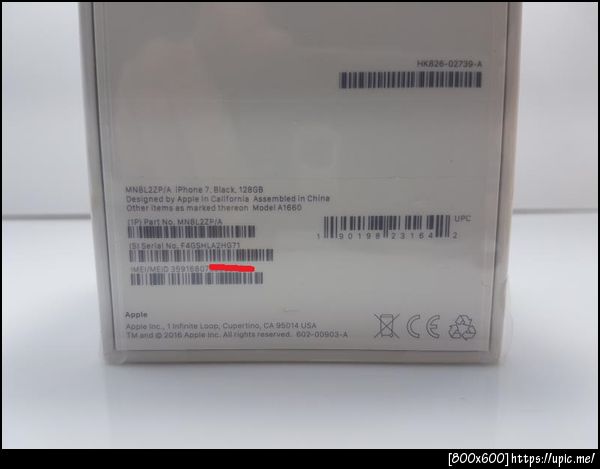 HK826-02739-A
MN8L2ZP/A iPhone 7, Black, 128GB
Designed by Apple in California Assembled in China
Other items as marked thereon Model A1660
(1P) Part No. MN8L2ZP/A
UPC
1 90198 23164 2
(S) Serial No. F4GSHLA2HG71
IMEI/MEID 35916807
Apple
Apple Inc., 1 Infinite Loop, Cupertino, CA 95014 USA
TM and © 2016 Apple Inc. All rights reserved. 602-00903-A
[800x600]https://upic.me/